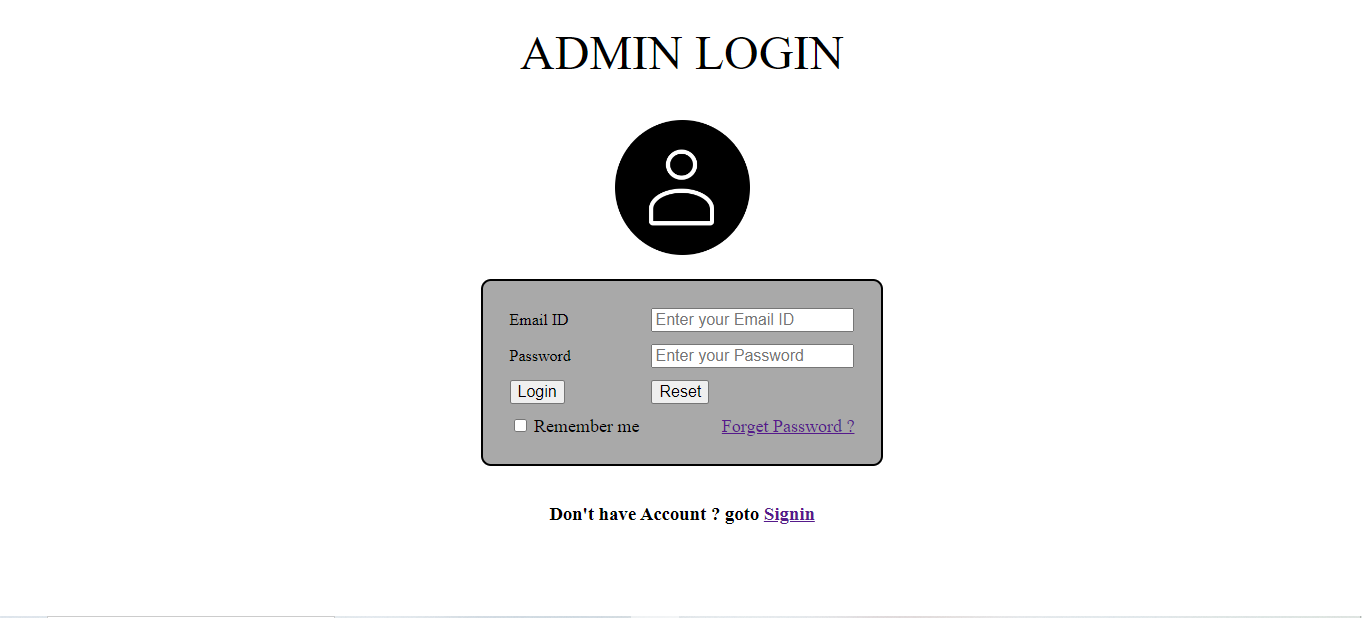 ADMIN LOGIN
Email ID Enter your Email ID
Password Enter your Password
Login Reset
Remember me Forget Password ?
Don't have Account ? goto Signin